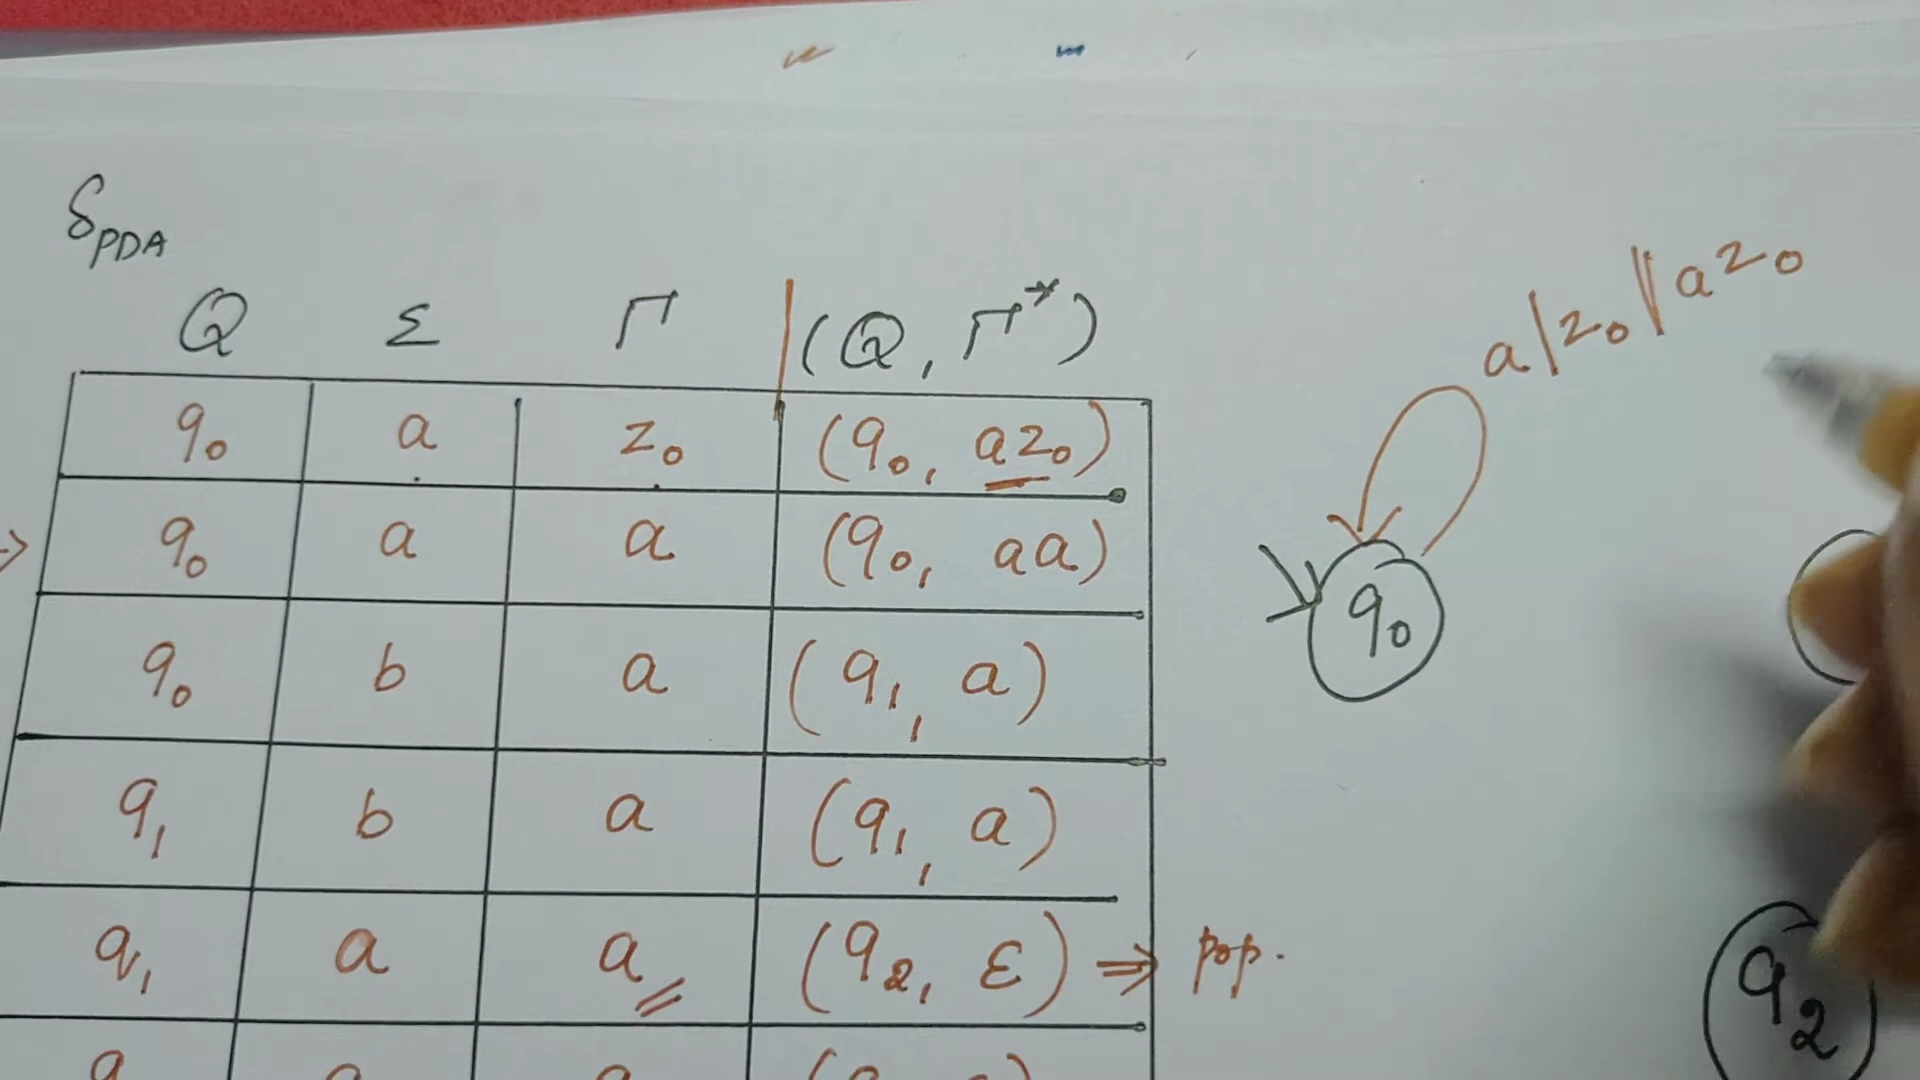 δPDA
Q Σ Γ (Q, Γ*)
q₀ a z₀ (q₀, az₀)
q₀ a a (q₀, aa)
q₀ b a (q₁, a)
q₁ b a (q₁, a)
q₁ a a (q₂, ε) ⇒ pop.
a|z₀||az₀
q₀
q₂